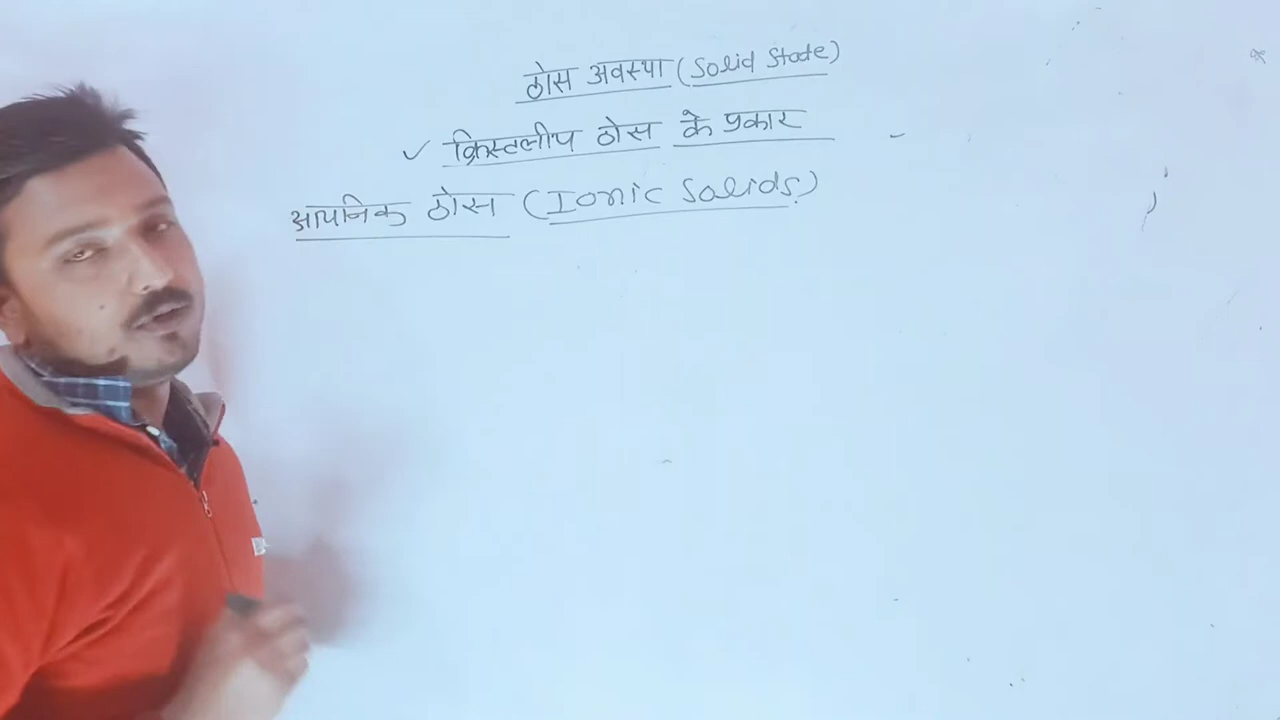 ठोस अवस्था (Solid State)
✓ क्रिस्टलीय ठोस के प्रकार
आयनिक ठोस (Ionic Solids)